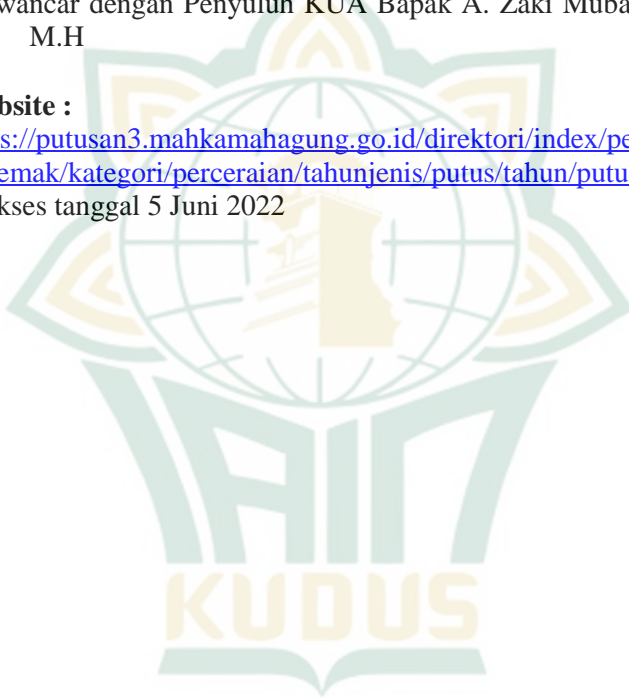 wancar dengan Penyuluh KUA Bapak A. Zaki Muba
M.H
bsite :
s://putusan3.mahkamahagung.go.id/direktori/index/pe
emak/kategori/perceraian/tahunjenis/putus/tahun/putu
kses tanggal 5 Juni 2022
IAIN
KUDUS